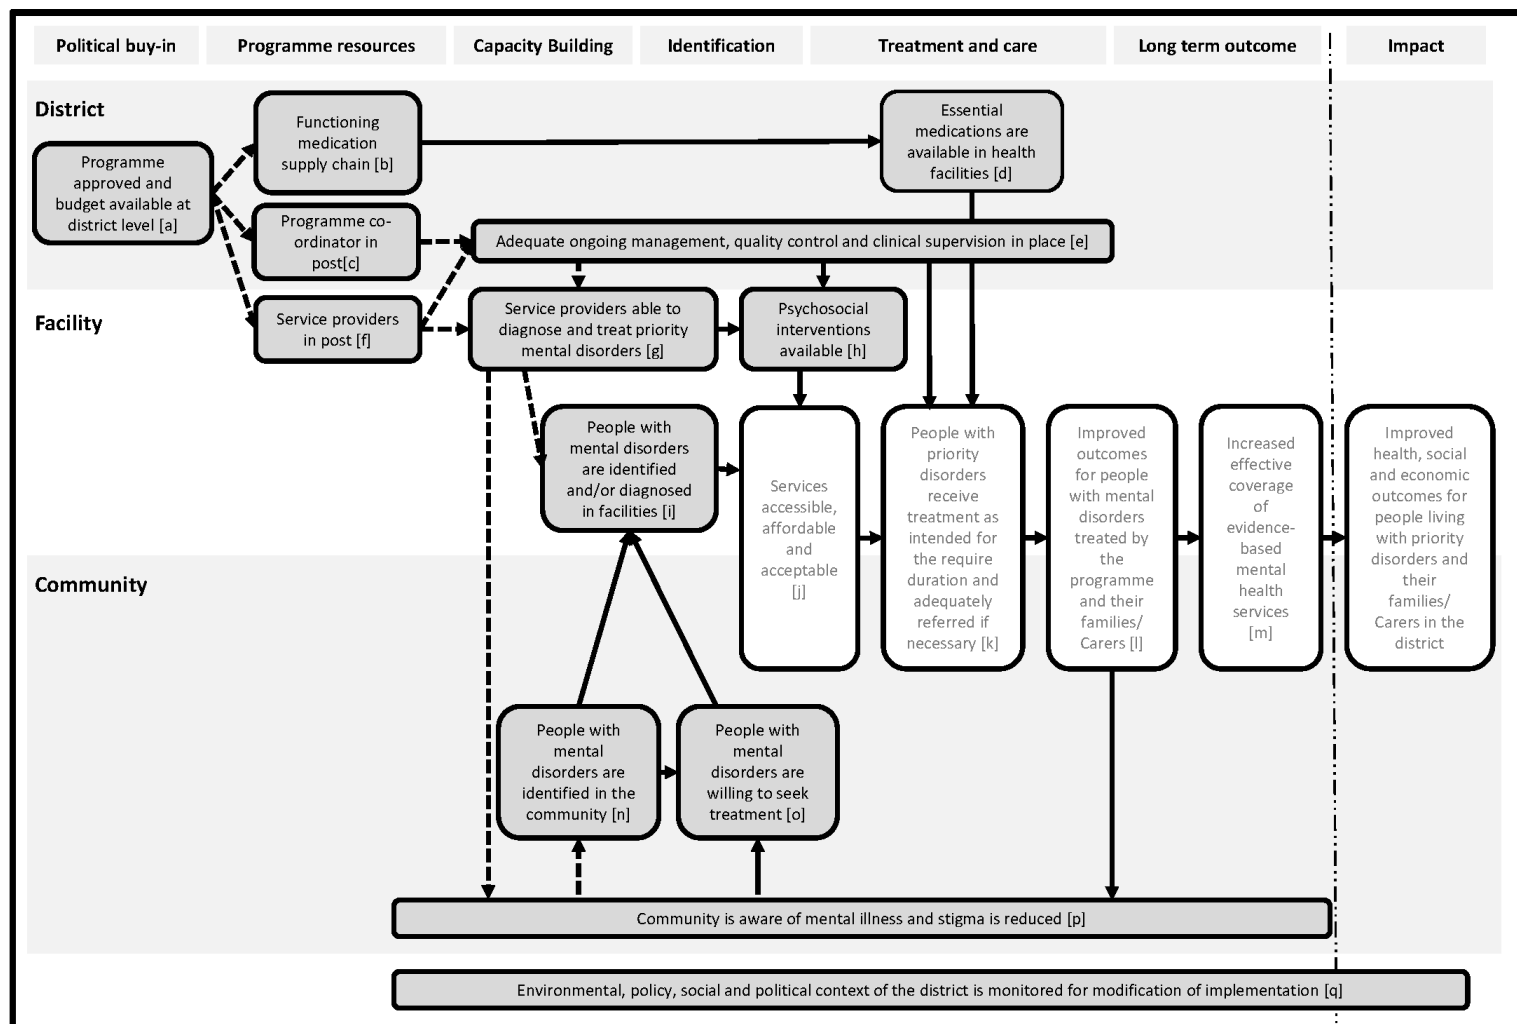 Political buy-in
Programme resources
Capacity Building
Identification
Treatment and care
Long term outcome
Impact
District
Programme
approved and
budget available at
district level [a]
Functioning
medication
supply chain [b]
Essential
medications are
available in health
facilities [d]
Programme co-
ordinator in
post[c]
Adequate ongoing management, quality control and clinical supervision in place [e]
Facility
Service providers
in post [f]
Service providers able to
diagnose and treat priority
mental disorders [g]
Psychosocial
interventions
available [h]
People with
mental disorders
are identified
and/or diagnosed
in facilities [i]
Services
accessible,
affordable
and
acceptable
[j]
People with
priority
disorders
receive
treatment as
intended for
the require
duration and
adequately
referred if
necessary [k]
Improved
outcomes
for people
with mental
disorders
treated by
the
programme
and their
families/
Carers [l]
Increased
effective
coverage
of
evidence-
based
mental
health
services
[m]
Improved
health, social
and economic
outcomes for
people living
with priority
disorders and
their
families/
Carers in the
district
Community
People with
mental
disorders are
identified in the
community [n]
People with
mental
disorders are
willing to seek
treatment [o]
Community is aware of mental illness and stigma is reduced [p]
Environmental, policy, social and political context of the district is monitored for modification of implementation [q]